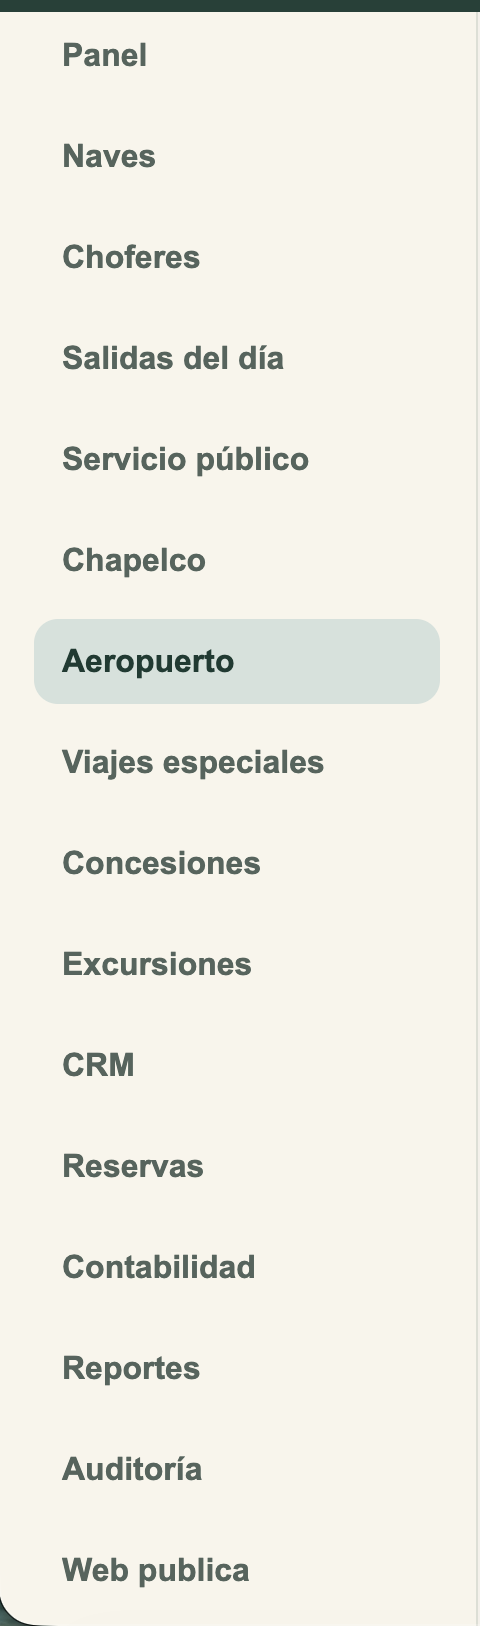 Panel
Naves
Choferes
Salidas del día
Servicio público
Chapelco
Aeropuerto
Viajes especiales
Concesiones
Excursiones
CRM
Reservas
Contabilidad
Reportes
Auditoría
Web publica